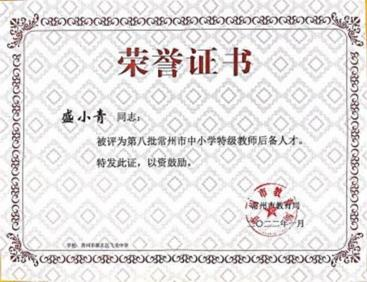 荣誉证书
盛小青 同志：
被评为第八批常州市中小学特级教师后备人才。
特发此证，以资鼓励。
常州市教育局
二〇二二年一月